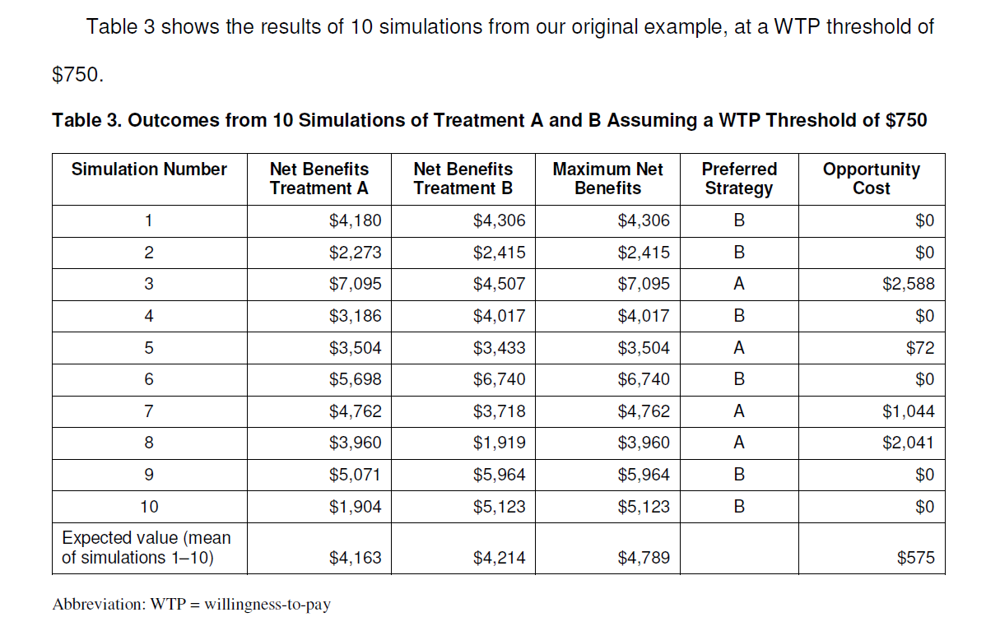 Table 3 shows the results of 10 simulations from our original example, at a WTP threshold of
$750.
Table 3. Outcomes from 10 Simulations of Treatment A and B Assuming a WTP Threshold of $750
Simulation Number Net Benefits Treatment A Net Benefits Treatment B Maximum Net Benefits Preferred Strategy Opportunity Cost
1 $4,180 $4,306 $4,306 B $0
2 $2,273 $2,415 $2,415 B $0
3 $7,095 $4,507 $7,095 A $2,588
4 $3,186 $4,017 $4,017 B $0
5 $3,504 $3,433 $3,504 A $72
6 $5,698 $6,740 $6,740 B $0
7 $4,762 $3,718 $4,762 A $1,044
8 $3,960 $1,919 $3,960 A $2,041
9 $5,071 $5,964 $5,964 B $0
10 $1,904 $5,123 $5,123 B $0
Expected value (mean of simulations 1–10) $4,163 $4,214 $4,789 $575
Abbreviation: WTP = willingness-to-pay